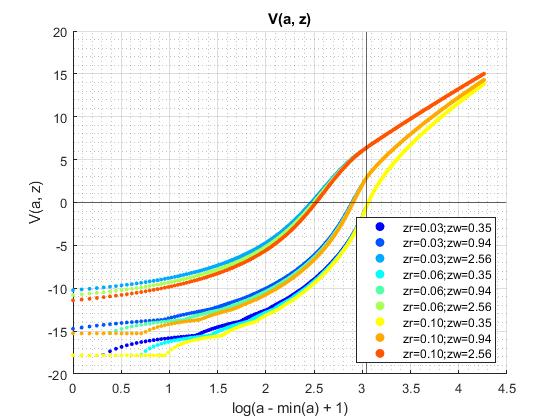 V(a, z)
20
15
10
5
0
-5
-10
-15
-20
V(a, z)
zr=0.03;zw=0.35
zr=0.03;zw=0.94
zr=0.03;zw=2.56
zr=0.06;zw=0.35
zr=0.06;zw=0.94
zr=0.06;zw=2.56
zr=0.10;zw=0.35
zr=0.10;zw=0.94
zr=0.10;zw=2.56
0 0.5 1 1.5 2 2.5 3 3.5 4 4.5
log(a - min(a) + 1)